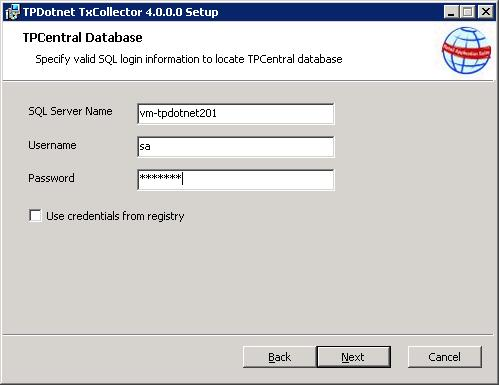 TPDotnet TxCollector 4.0.0.0 Setup
TPCentral Database
Specify valid SQL login information to locate TPCentral database
SQL Server Name
vm-tpdotnet201
Username
sa
Password
*******
Use credentials from registry
Back
Next
Cancel